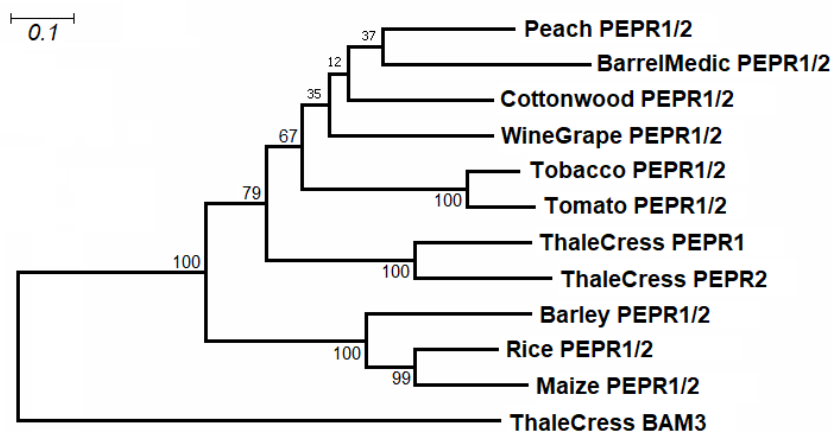 0.1
37
Peach PEPR1/2
BarrelMedic PEPR1/2
12
Cottonwood PEPR1/2
35
WineGrape PEPR1/2
67
Tobacco PEPR1/2
100
Tomato PEPR1/2
79
ThaleCress PEPR1
100
ThaleCress PEPR2
100
Barley PEPR1/2
100
Rice PEPR1/2
99
Maize PEPR1/2
ThaleCress BAM3